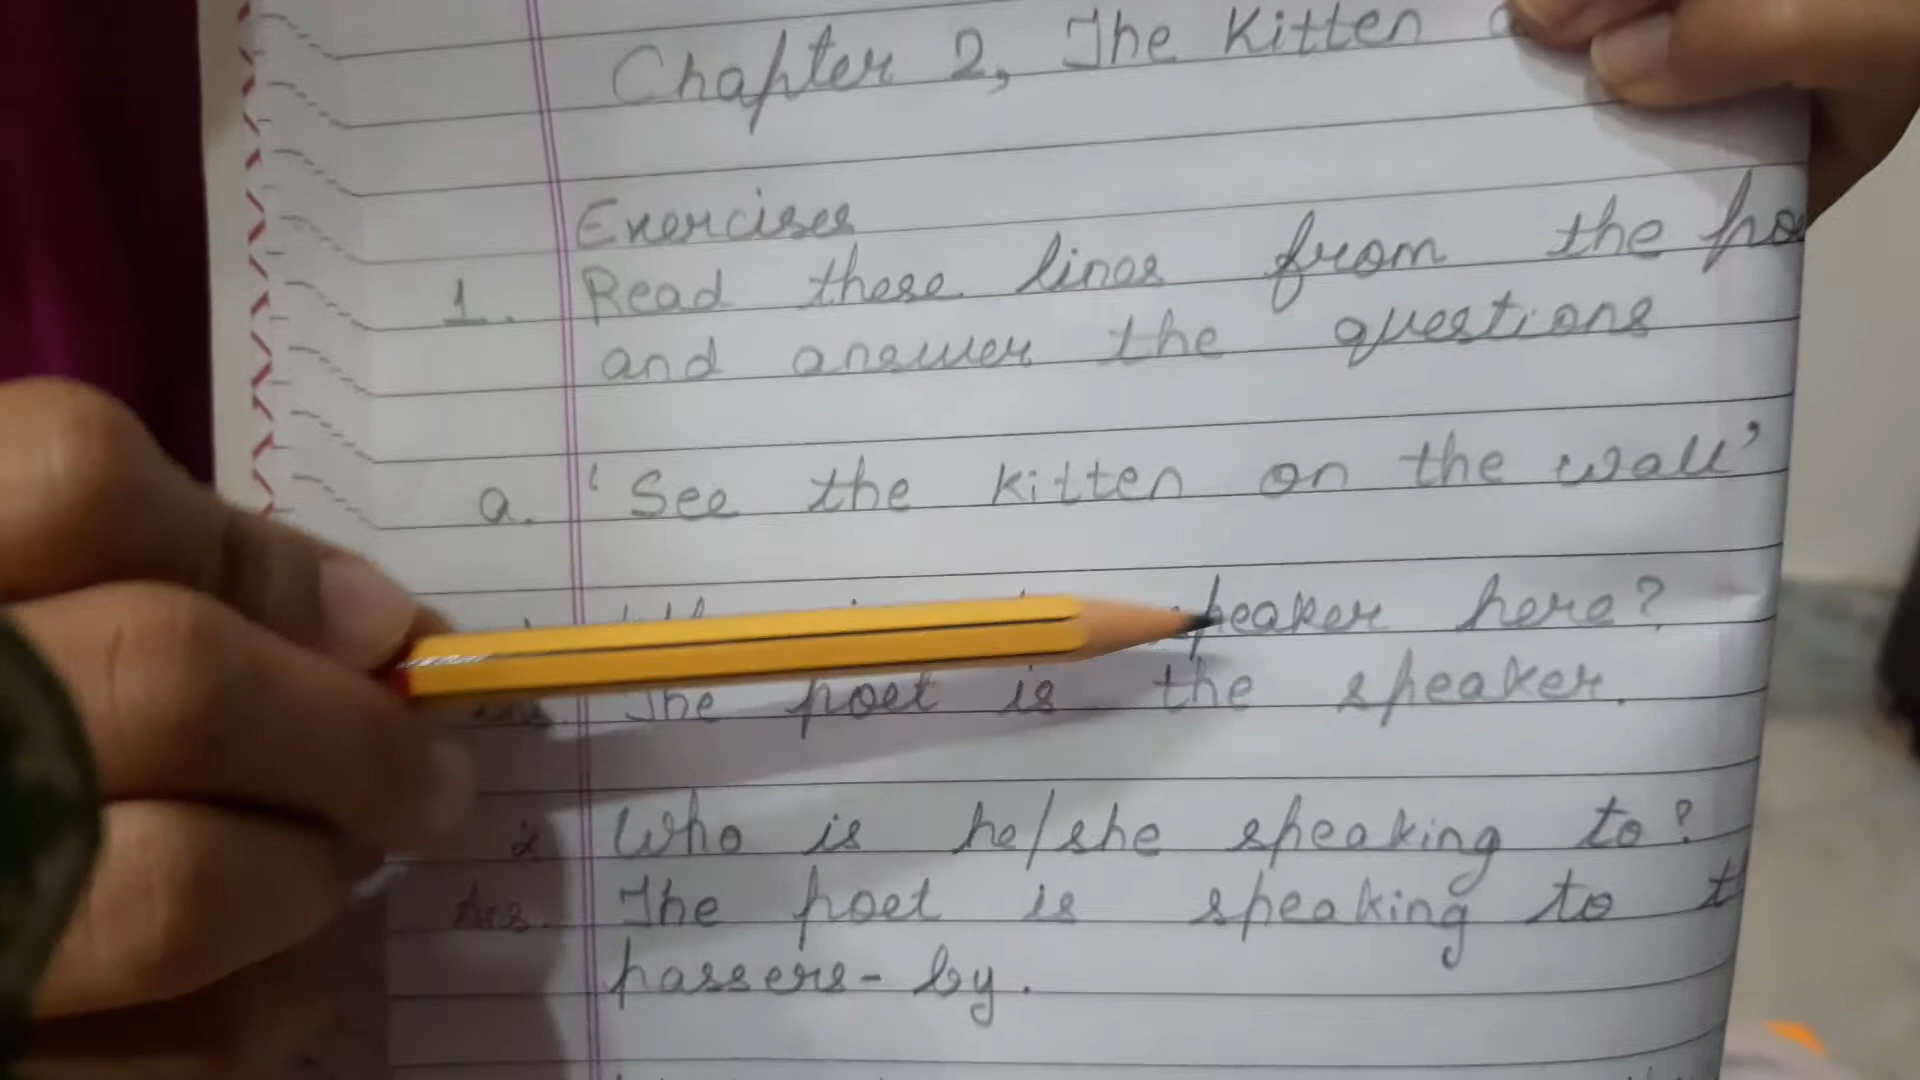 Chapter 2, The Kitten
Exercises
1. Read these lines from the
and answer the questions
a. 'See the kitten on the wall'
speaker here?
Ans. The poet is the speaker.
2. Who is he/she speaking to?
Ans. The poet is speaking to
passers-by.